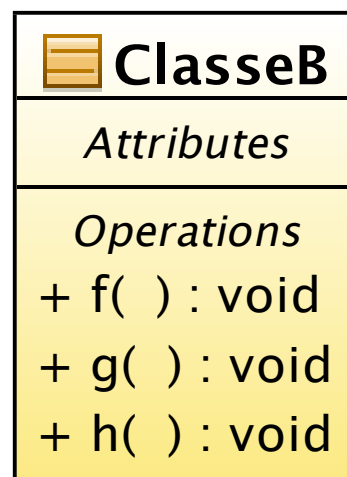 ClasseB
Attributes
Operations
+ f( ) : void
+ g( ) : void
+ h( ) : void